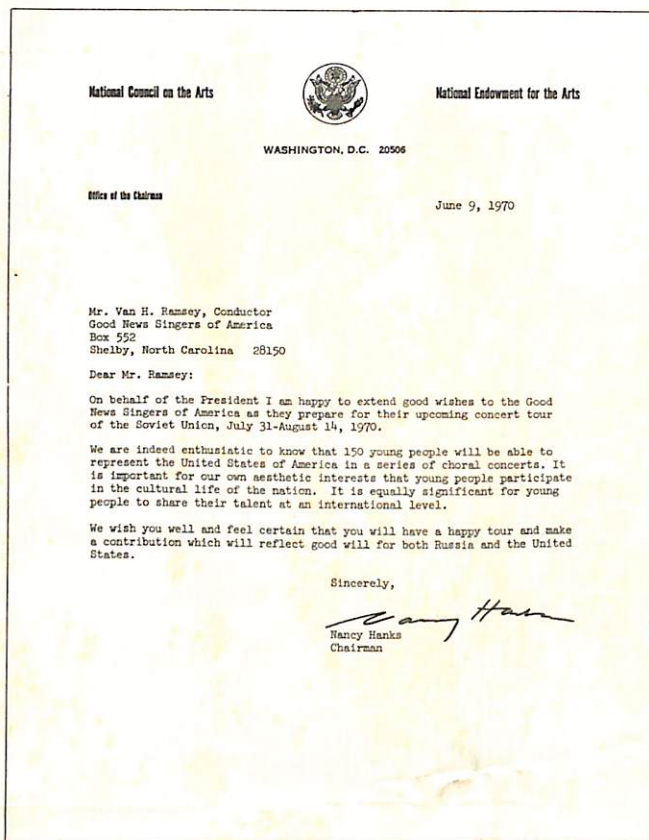 National Council on the Arts
National Endowment for the Arts
WASHINGTON, D.C. 20506
Office of the Chairman
June 9, 1970
Mr. Van H. Ramsey, Conductor
Good News Singers of America
Box 552
Shelby, North Carolina 28150
Dear Mr. Ramsey:
On behalf of the President I am happy to extend good wishes to the Good
News Singers of America as they prepare for their upcoming concert tour
of the Soviet Union, July 31-August 14, 1970.
We are indeed enthusiastic to know that 150 young people will be able to
represent the United States of America in a series of choral concerts. It
is important for our own aesthetic interests that young people participate
in the cultural life of the nation. It is equally significant for young
people to share their talent at an international level.
We wish you well and feel certain that you will have a happy tour and make
a contribution which will reflect good will for both Russia and the United
States.
Sincerely,
Nancy Hanks
Nancy Hanks
Chairman